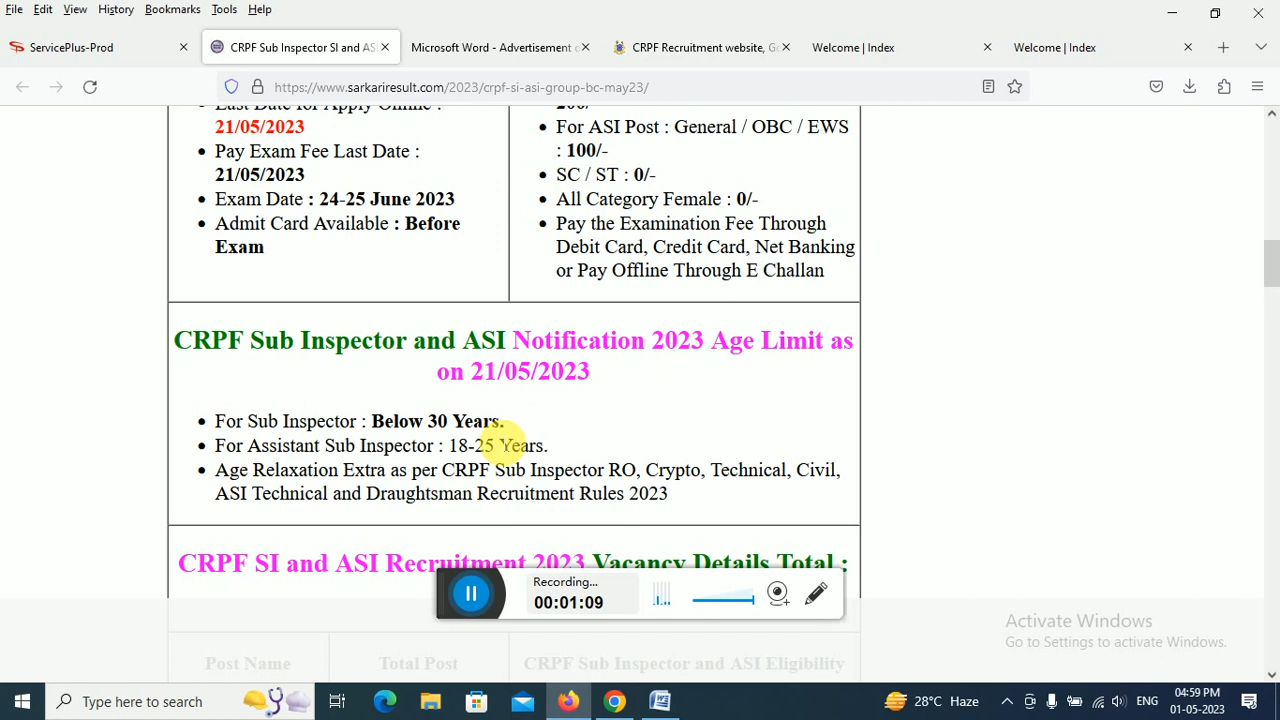 File Edit View History Bookmarks Tools Help
ServicePlus-Prod
CRPF Sub Inspector SI and AS
Microsoft Word - Advertisement o
CRPF Recruitment website, Go
Welcome | Index
Welcome | Index
https://www.sarkariresult.com/2023/crpf-si-asi-group-bc-may23/
Last Date for Apply Online :
21/05/2023
Pay Exam Fee Last Date :
21/05/2023
Exam Date : 24-25 June 2023
Admit Card Available : Before
Exam
200/-
For ASI Post : General / OBC / EWS
: 100/-
SC / ST : 0/-
All Category Female : 0/-
Pay the Examination Fee Through
Debit Card, Credit Card, Net Banking
or Pay Offline Through E Challan
CRPF Sub Inspector and ASI Notification 2023 Age Limit as
on 21/05/2023
For Sub Inspector : Below 30 Years.
For Assistant Sub Inspector : 18-25 Years.
Age Relaxation Extra as per CRPF Sub Inspector RO, Crypto, Technical, Civil,
ASI Technical and Draughtsman Recruitment Rules 2023
CRPF SI and ASI Recruitment 2023 Vacancy Details Total :
Recording...
00:01:09
Activate Windows
Go to Settings to activate Windows.
Post Name
Total Post
CRPF Sub Inspector and ASI Eligibility
Type here to search
28°C Haze
ENG
04:59 PM
01-05-2023